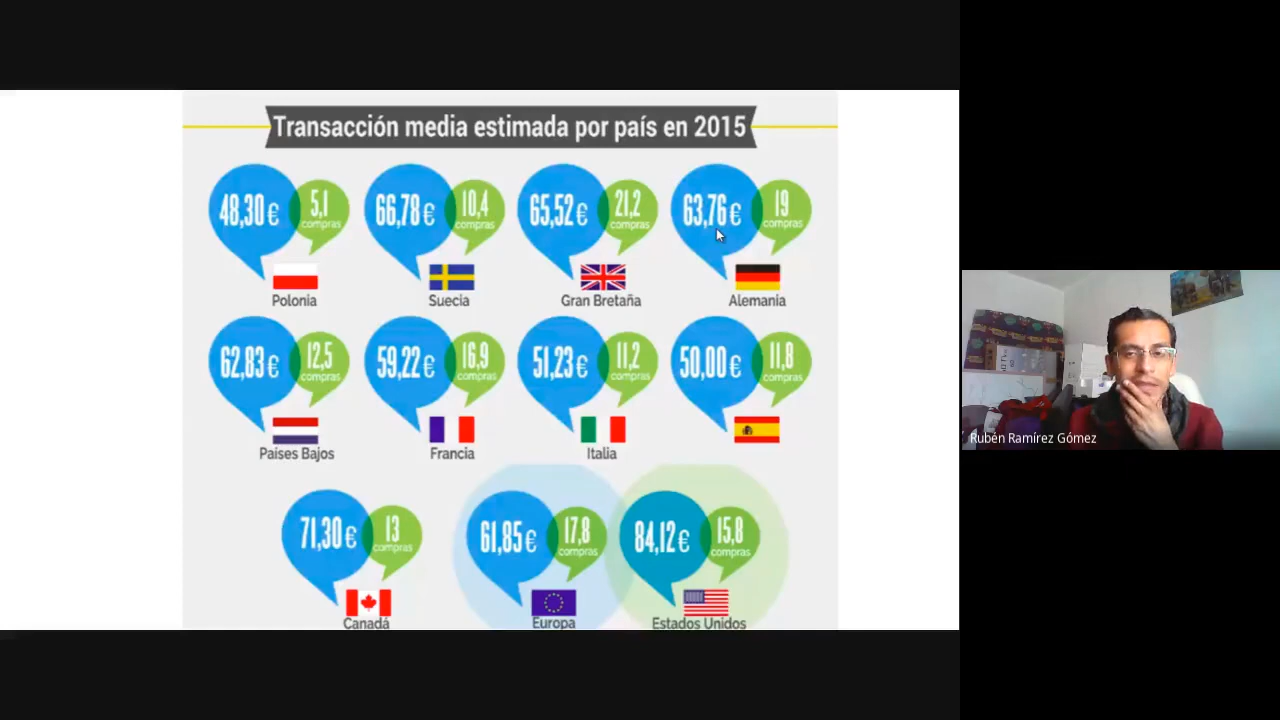 Transacción media estimada por país en 2015
48,30 € 5,1 compras
Polonia
66,78 € 10,4 compras
Suecia
65,52 € 21,2 compras
Gran Bretaña
63,76 € 19 compras
Alemania
62,83 € 12,5 compras
Países Bajos
59,22 € 16,9 compras
Francia
51,23 € 11,2 compras
Italia
50,00 € 11,8 compras
71,30 € 13 compras
Canadá
61,85 € 17,8 compras
Europa
84,12 € 15,8 compras
Estados Unidos
Rubén Ramírez Gómez